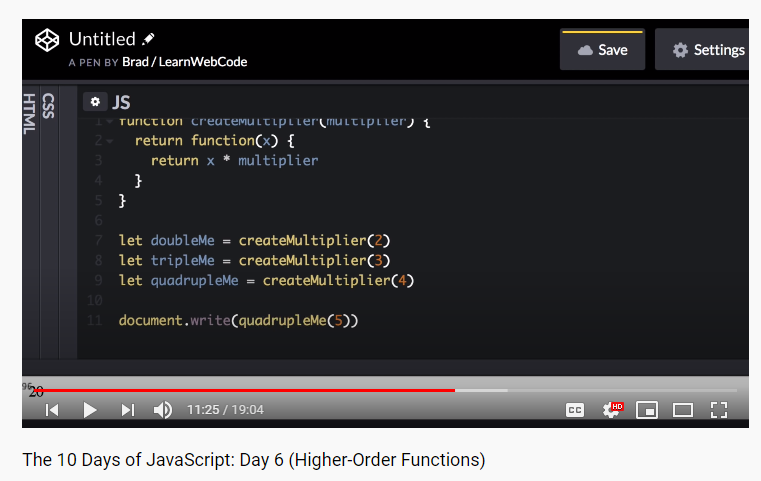 Untitled
A PEN BY Brad / LearnWebCode
Save
Settings
HTML
CSS
JS
1 function createMultiplier(multiplier) {
2 return function(x) {
3 return x * multiplier
4 }
5 }
6
7 let doubleMe = createMultiplier(2)
8 let tripleMe = createMultiplier(3)
9 let quadrupleMe = createMultiplier(4)
10
11 document.write(quadrupleMe(5))
20
11:25 / 19:04
CC
HD
The 10 Days of JavaScript: Day 6 (Higher-Order Functions)